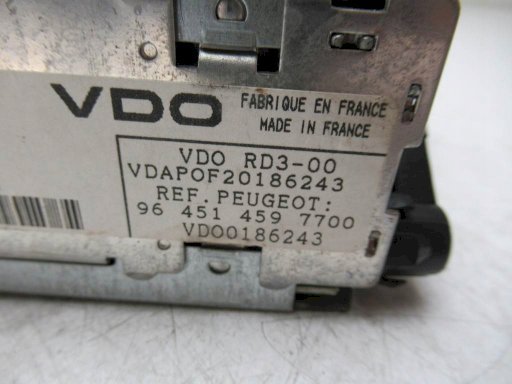 VDO
FABRIQUE EN FRANCE
MADE IN FRANCE
VDO RD3-00
VDAPOF20186243
REF. PEUGEOT:
96 451 459 7700
VDO0186243